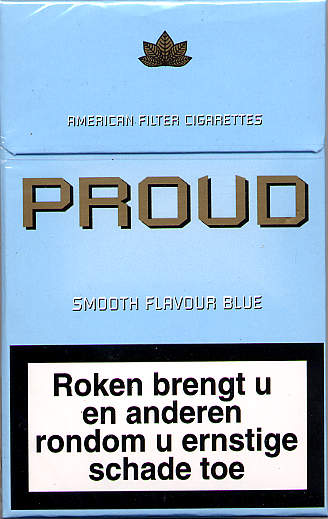 AMERICAN FILTER CIGARETTES
PROUD
SMOOTH FLAVOUR BLUE
Roken brengt u
en anderen
rondom u ernstige
schade toe